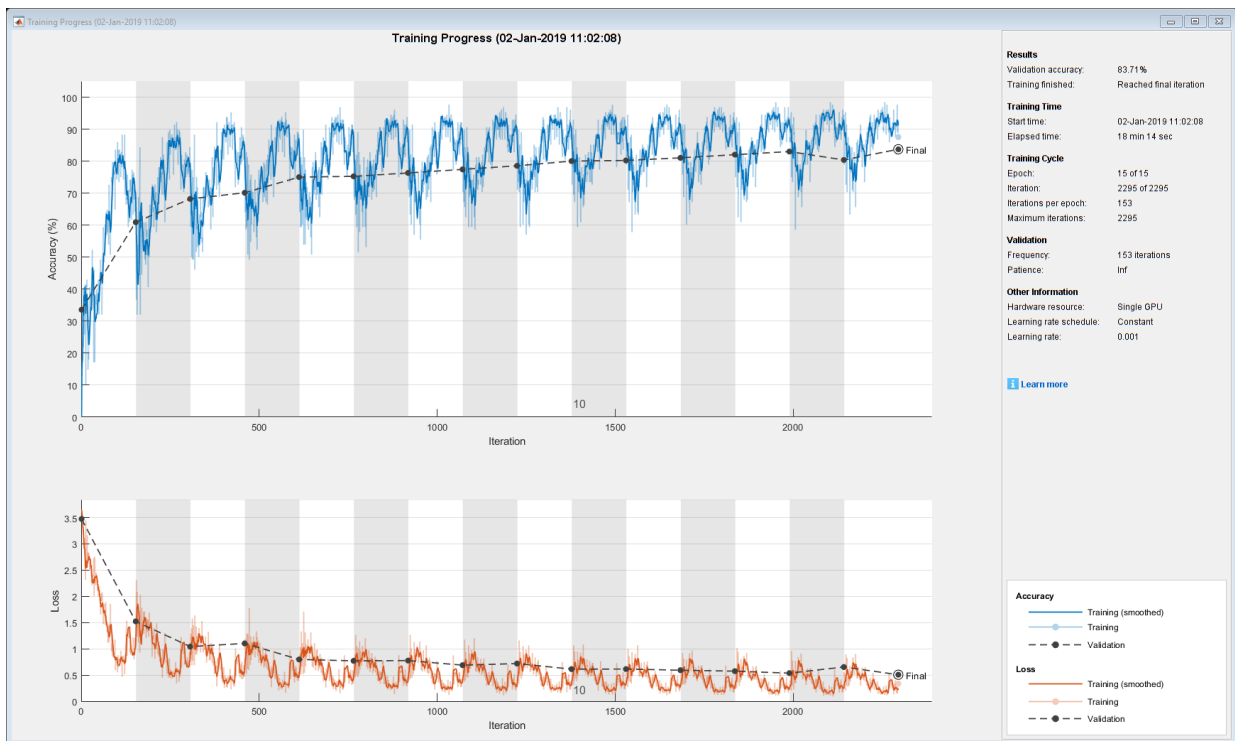 Training Progress (02-Jan-2019 11:02:08)
Training Progress (02-Jan-2019 11:02:08)
Accuracy (%)
100
90
80
70
60
50
40
30
20
10
0
Final
10
500
1000
1500
2000
Iteration
Loss
3.5
3
2.5
2
1.5
1
0.5
0
Final
10
500
1000
1500
2000
Iteration
Results
Validation accuracy: 83.71%
Training finished: Reached final iteration
Training Time
Start time: 02-Jan-2019 11:02:08
Elapsed time: 18 min 14 sec
Training Cycle
Epoch: 15 of 15
Iteration: 2295 of 2295
Iterations per epoch: 153
Maximum iterations: 2295
Validation
Frequency: 153 iterations
Patience: Inf
Other Information
Hardware resource: Single GPU
Learning rate schedule: Constant
Learning rate: 0.001
i Learn more
Accuracy
Training (smoothed)
Training
Validation
Loss
Training (smoothed)
Training
Validation